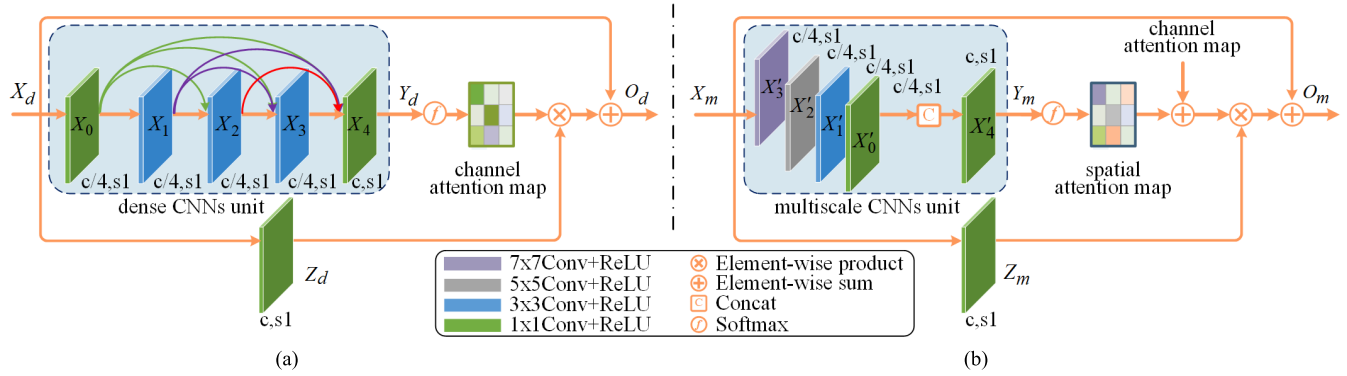 X_d
X_0
X_1
X_2
X_3
X_4
c/4,s1
c/4,s1
c/4,s1
c/4,s1
c,s1
dense CNNs unit
Y_d
f
channel
attention map
O_d
Z_d
c,s1
(a)
X_m
c/4,s1
c/4,s1
c/4,s1
c/4,s1
X'_3
X'_2
X'_1
X'_0
C
c,s1
X'_4
multiscale CNNs unit
Y_m
f
spatial
attention map
channel
attention map
O_m
Z_m
c,s1
(b)
7x7Conv+ReLU
5x5Conv+ReLU
3x3Conv+ReLU
1x1Conv+ReLU
Element-wise product
Element-wise sum
C Concat
f Softmax